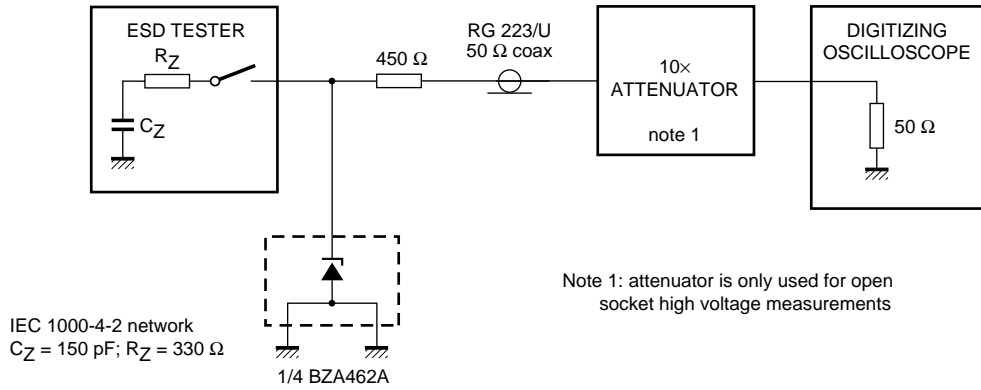 ESD TESTER
RZ
CZ
450 Ω
RG 223/U
50 Ω coax
10×
ATTENUATOR
note 1
DIGITIZING
OSCILLOSCOPE
50 Ω
Note 1: attenuator is only used for open
socket high voltage measurements
IEC 1000-4-2 network
CZ = 150 pF; RZ = 330 Ω
1/4 BZA462A